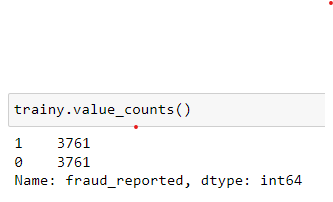 trainy.value_counts()
1    3761
0    3761
Name: fraud_reported, dtype: int64